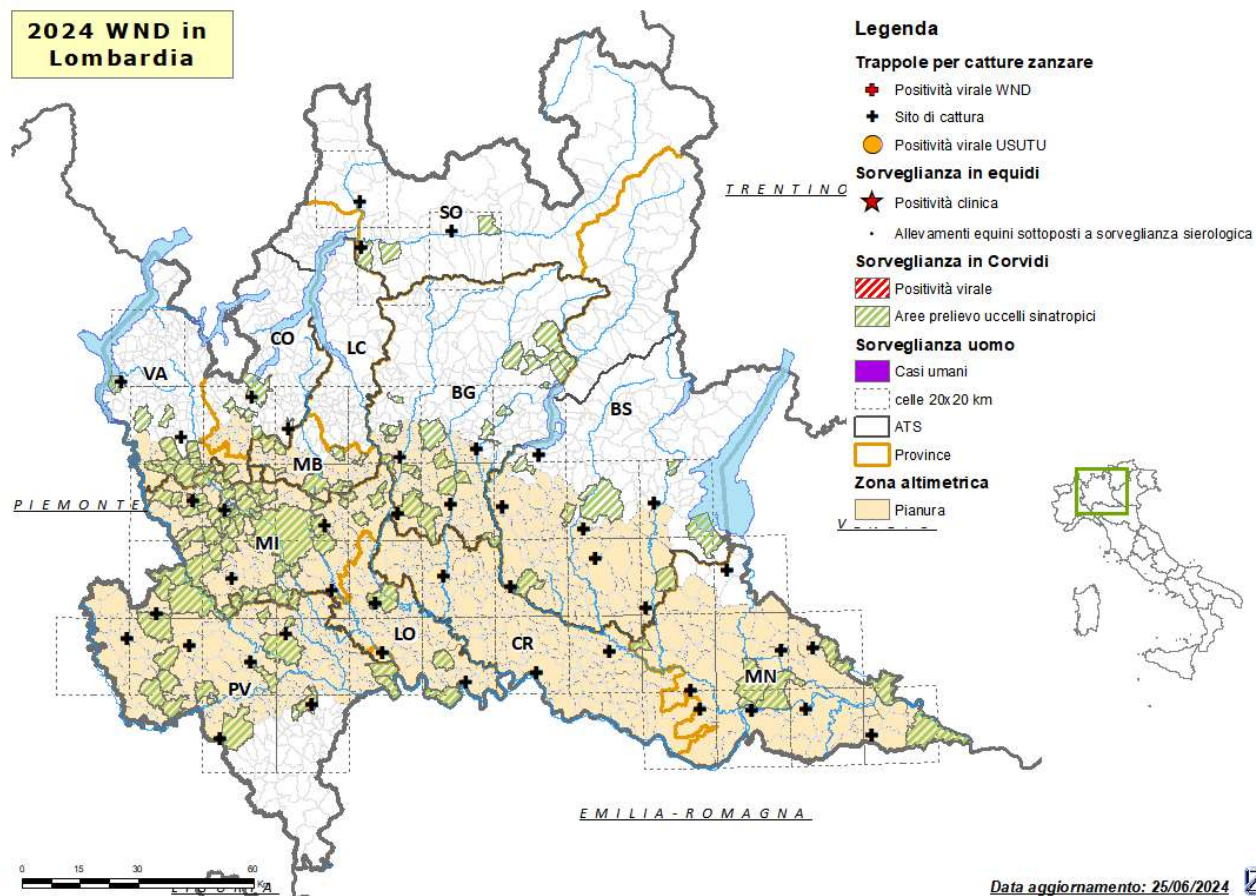 2024 WND in
Lombardia
Legenda
Trappole per catture zanzare
Positività virale WND
Sito di cattura
Positività virale USUTU
Sorveglianza in equidi
Positività clinica
Allevamenti equini sottoposti a sorveglianza sierologica
Sorveglianza in Corvidi
Positività virale
Aree prelievo uccelli sinatropici
Sorveglianza uomo
Casi umani
celle 20x20 km
ATS
Province
Zona altimetrica
Pianura
TRENTINO
SO
CO
LC
VA
BG
BS
MB
PIEMONTE
MI
LO
CR
PV
MN
EMILIA-ROMAGNA
0 15 30 60
Km
Data aggiornamento: 25/06/2024